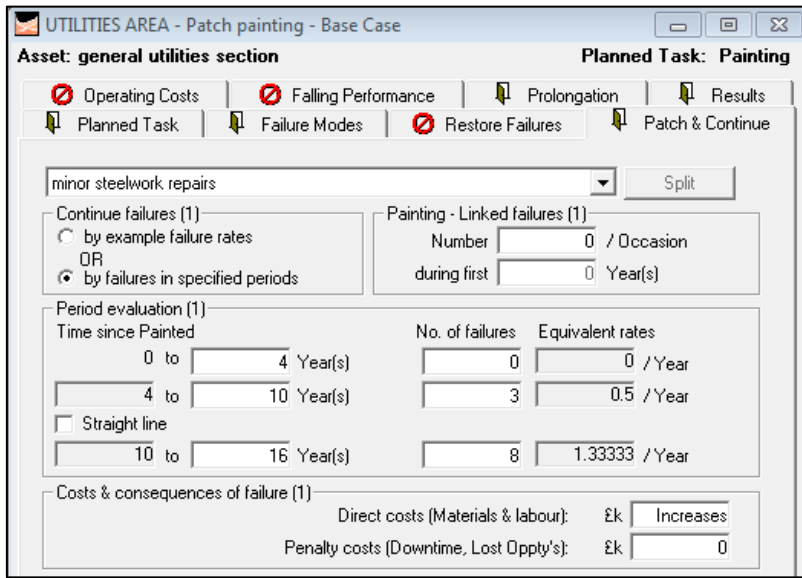 UTILITIES AREA - Patch painting - Base Case
Asset: general utilities section Planned Task: Painting
Operating Costs Falling Performance Prolongation Results
Planned Task Failure Modes Restore Failures Patch & Continue
minor steelwork repairs Split
Continue failures (1) Painting - Linked failures (1)
by example failure rates Number 0 / Occasion
OR
by failures in specified periods during first 0 Year(s)
Period evaluation (1)
Time since Painted No. of failures Equivalent rates
0 to 4 Year(s) 0 0 / Year
4 to 10 Year(s) 3 0.5 / Year
Straight line
10 to 16 Year(s) 8 1.33333 / Year
Costs & consequences of failure (1)
Direct costs (Materials & labour): £k Increases
Penalty costs (Downtime, Lost Oppty's): £k 0